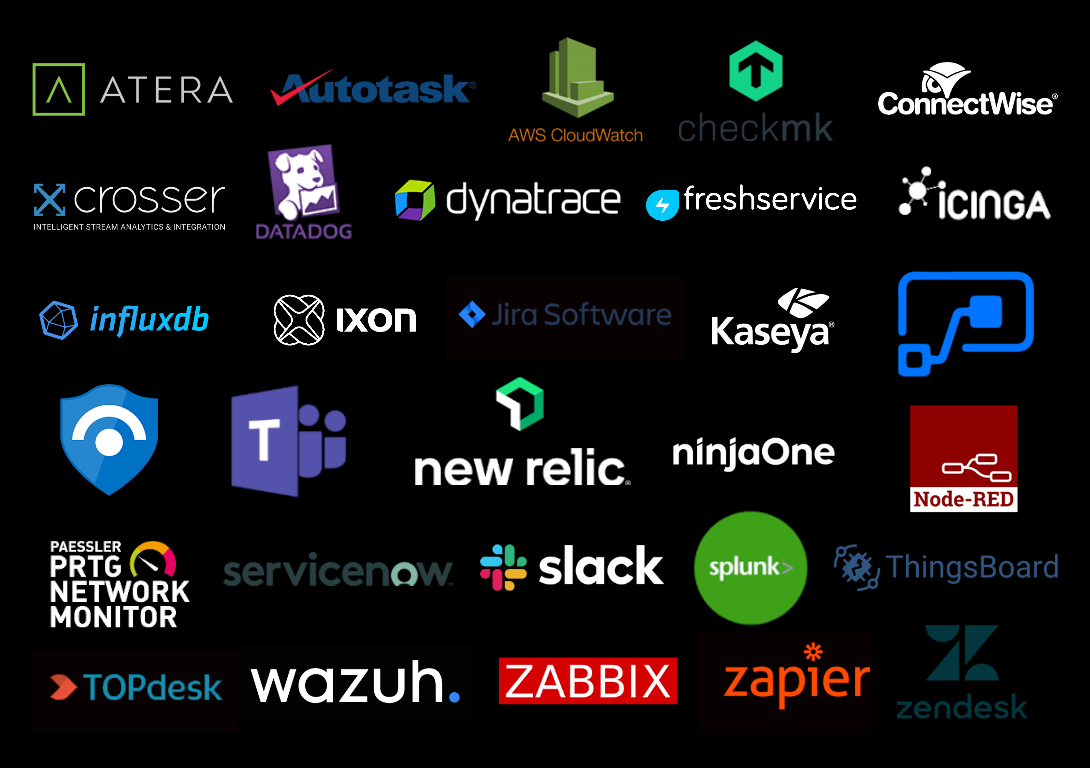 ATERA
Autotask®
AWS CloudWatch
checkmk
ConnectWise®
crosser
INTELLIGENT STREAM ANALYTICS & INTEGRATION
DATADOG
dynatrace
freshservice
iCiNGA
influxdb
IXON
Jira Software
Kaseya®
T
new relic®
ninjaOne
Node-RED
PAESSLER
PRTG
NETWORK
MONITOR
servicenow™
slack
splunk>
ThingsBoard
TOPdesk
wazuh.
ZABBIX
zapier
zendesk